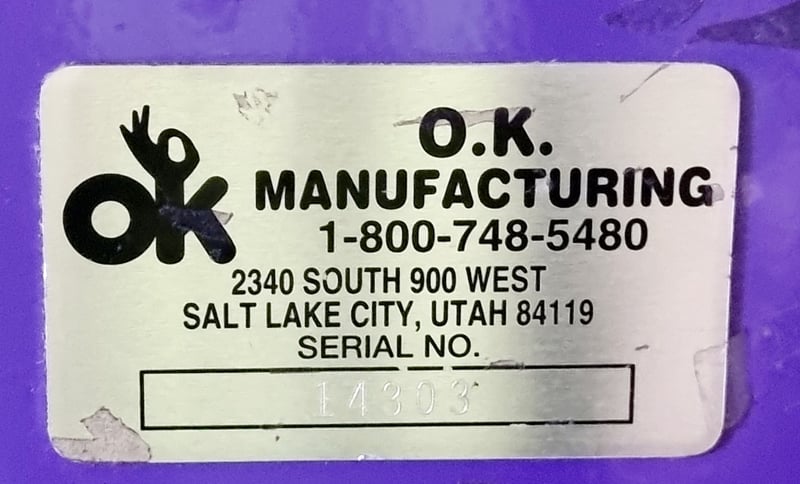 OK
O.K.
MANUFACTURING
1-800-748-5480
2340 SOUTH 900 WEST
SALT LAKE CITY, UTAH 84119
SERIAL NO.
14303